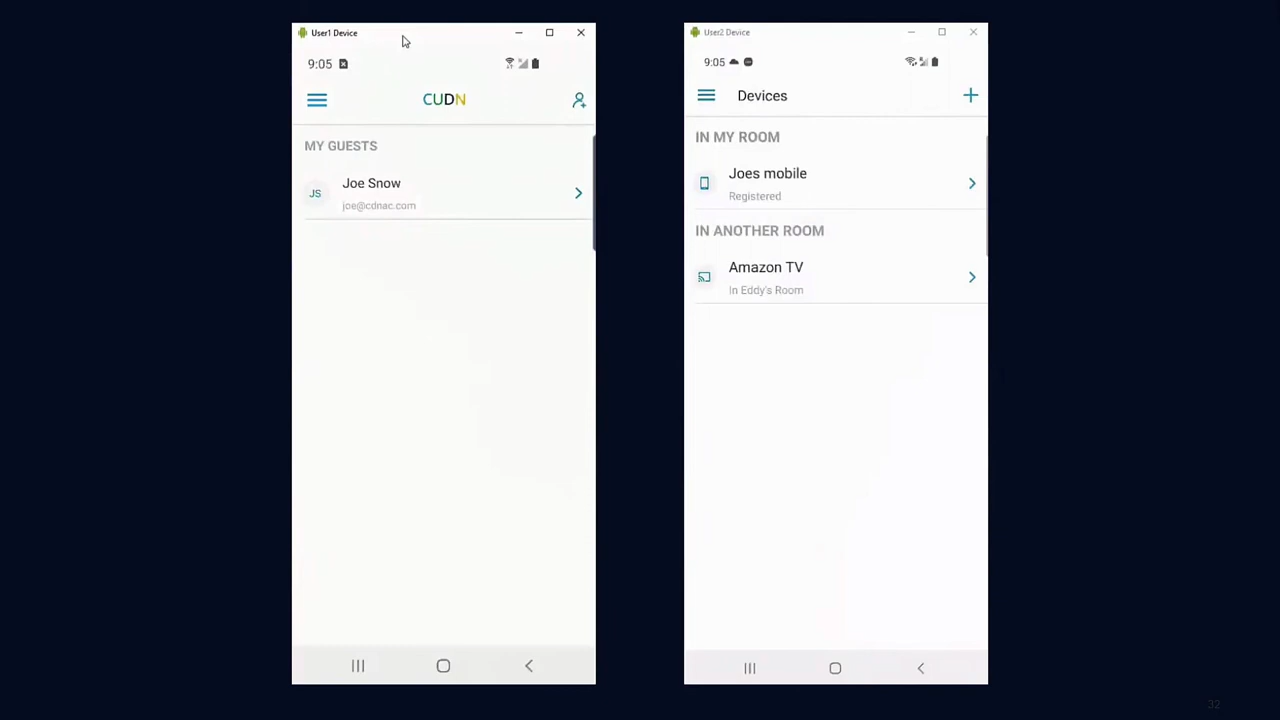 User1 Device
9:05
CUDN
MY GUESTS
JS
Joe Snow
joe@cdnac.com
User2 Device
9:05
Devices
IN MY ROOM
Joes mobile
Registered
IN ANOTHER ROOM
Amazon TV
In Eddy's Room
32